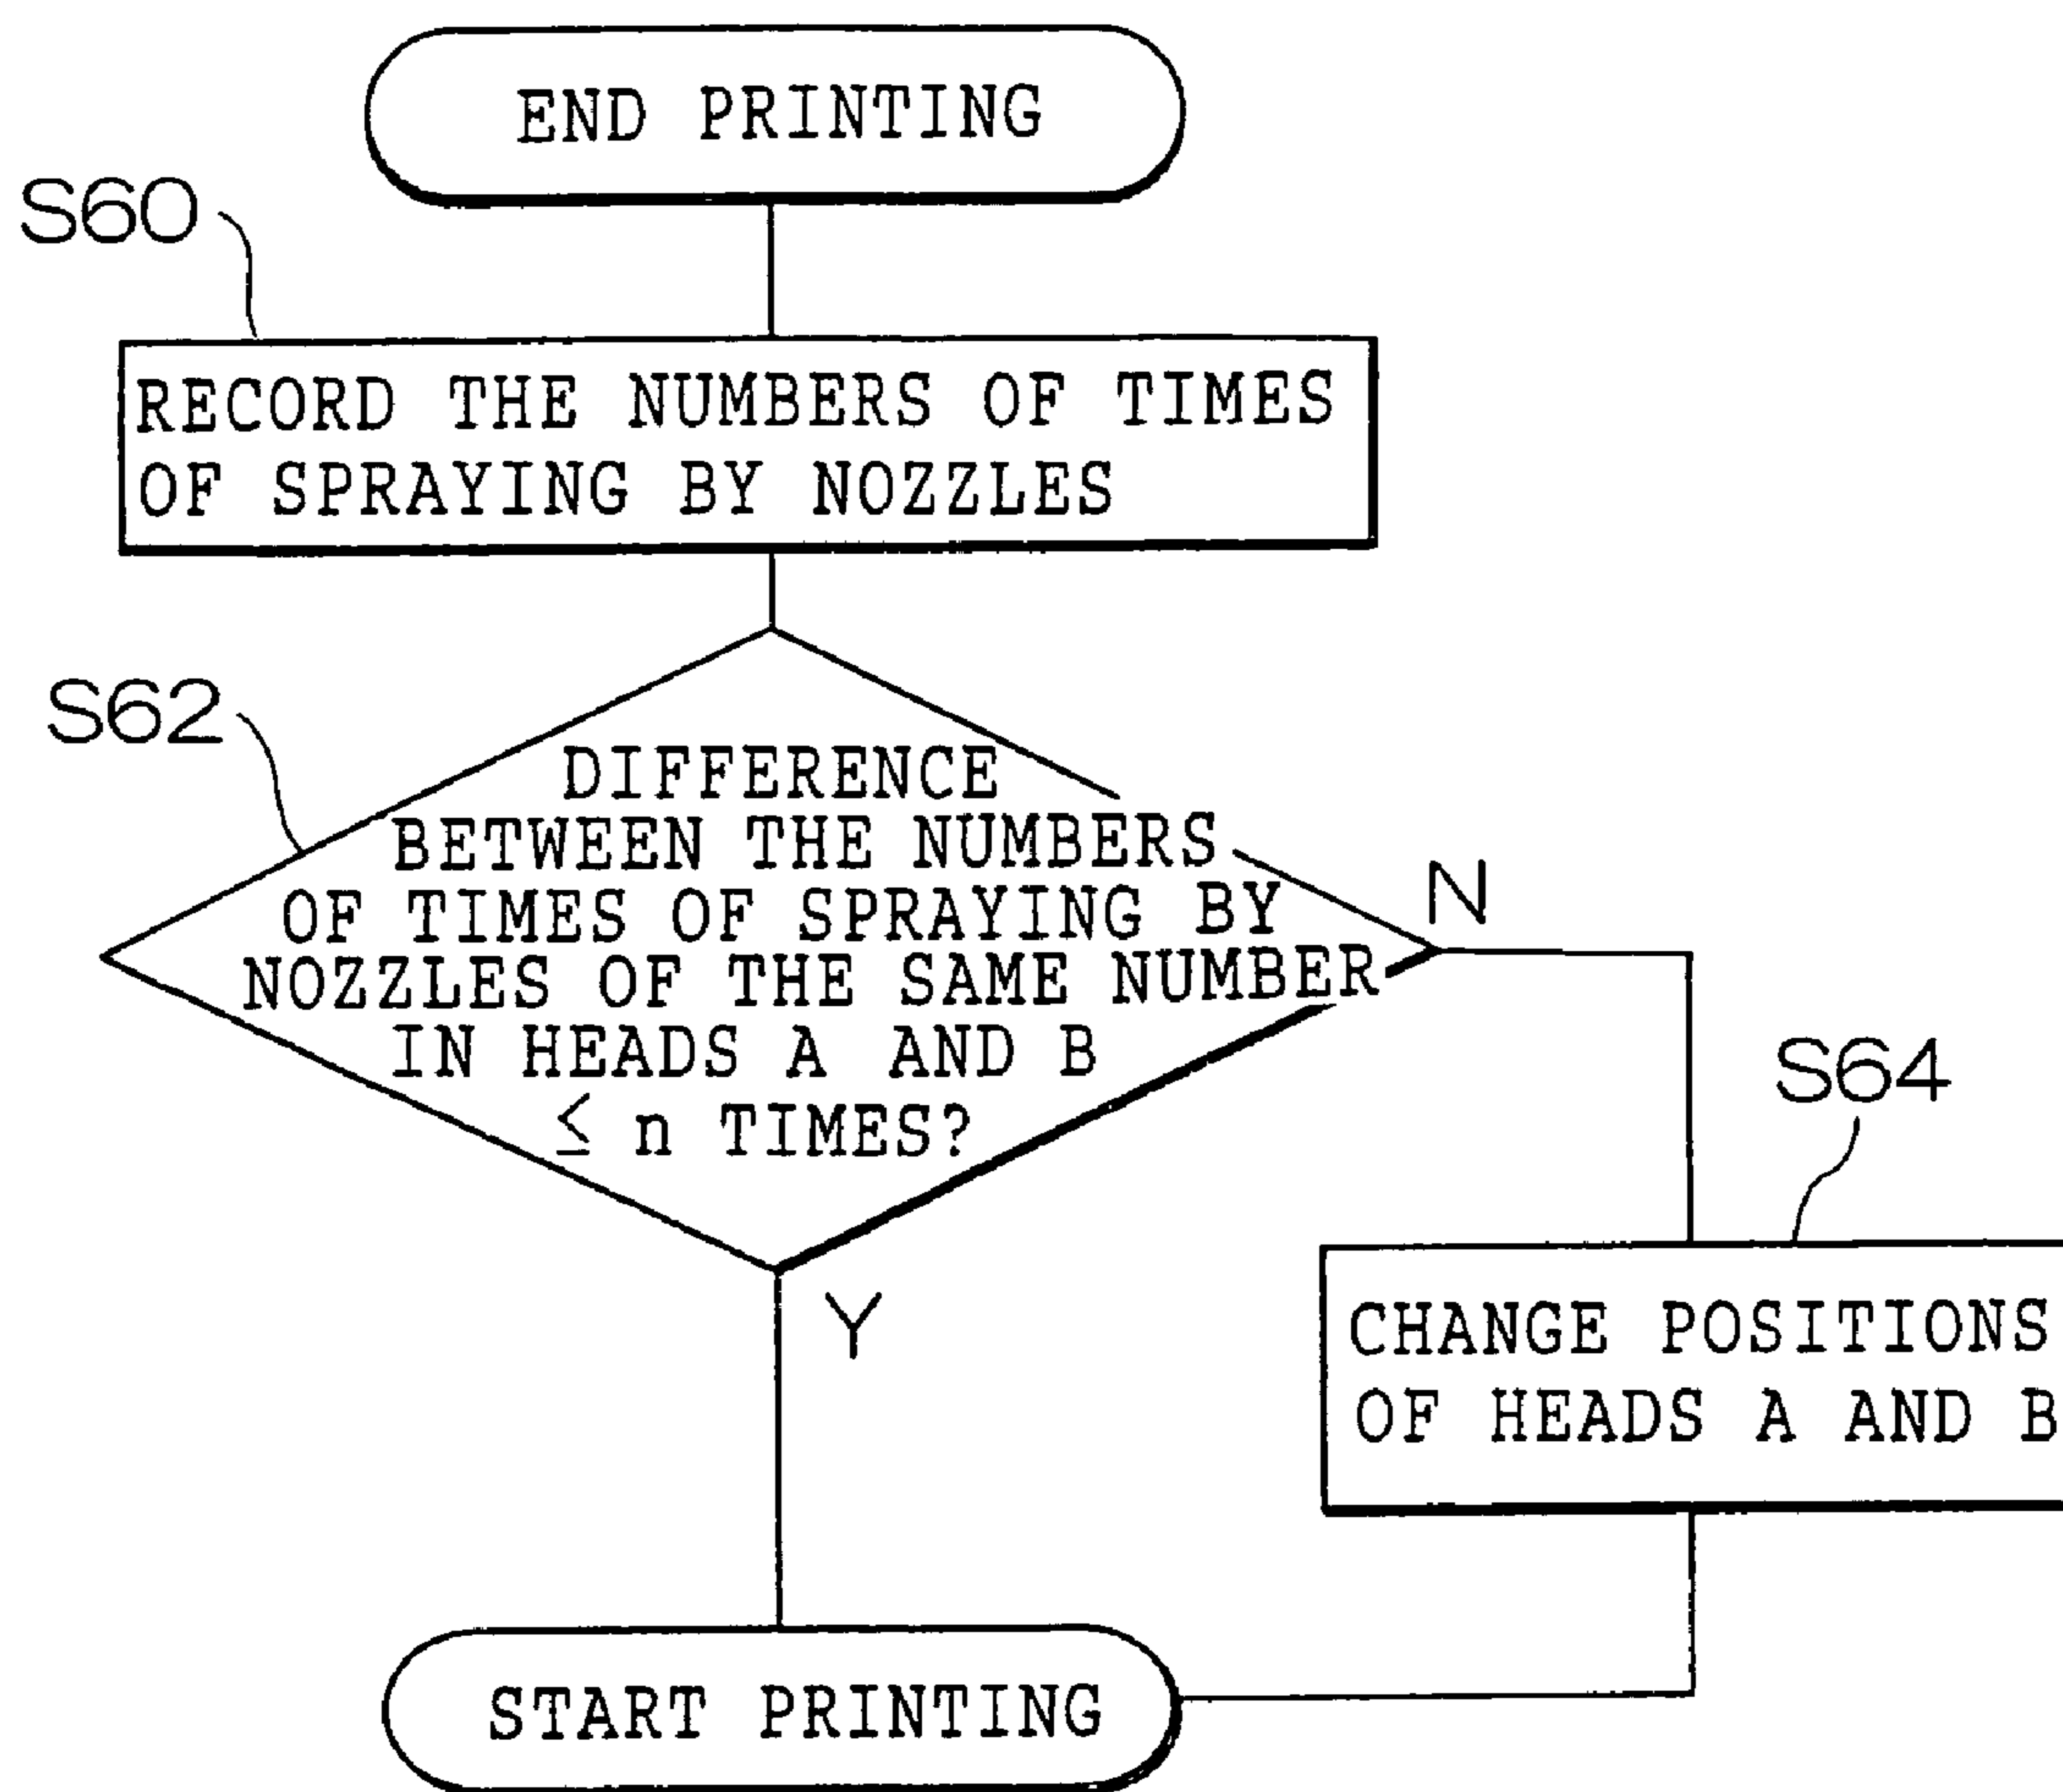 END PRINTING
S60
RECORD THE NUMBERS OF TIMES
OF SPRAYING BY NOZZLES
S62
DIFFERENCE
BETWEEN THE NUMBERS
OF TIMES OF SPRAYING BY
NOZZLES OF THE SAME NUMBER
IN HEADS A AND B
≤ n TIMES?
N
Y
S64
CHANGE POSITIONS
OF HEADS A AND B
START PRINTING